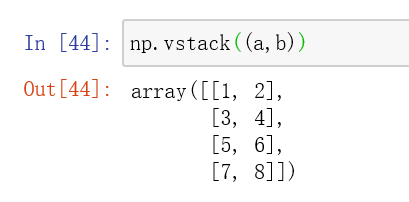 In [44]: np.vstack((a,b))
Out[44]: array([[1, 2],
[3, 4],
[5, 6],
[7, 8]])